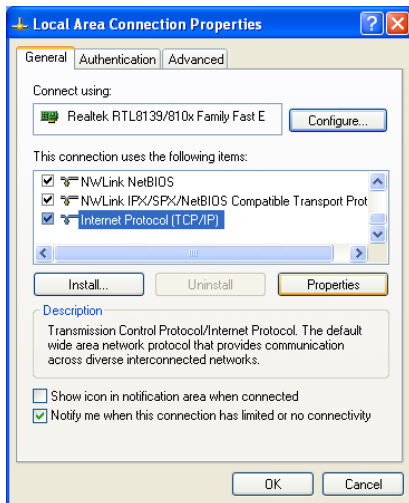 Local Area Connection Properties
General Authentication Advanced
Connect using:
Realtek RTL8139/810x Family Fast E
Configure...
This connection uses the following items:
NWLink NetBIOS
NWLink IPX/SPX/NetBIOS Compatible Transport Prot
Internet Protocol (TCP/IP)
Install... Uninstall Properties
Description
Transmission Control Protocol/Internet Protocol. The default
wide area network protocol that provides communication
across diverse interconnected networks.
Show icon in notification area when connected
Notify me when this connection has limited or no connectivity
OK Cancel